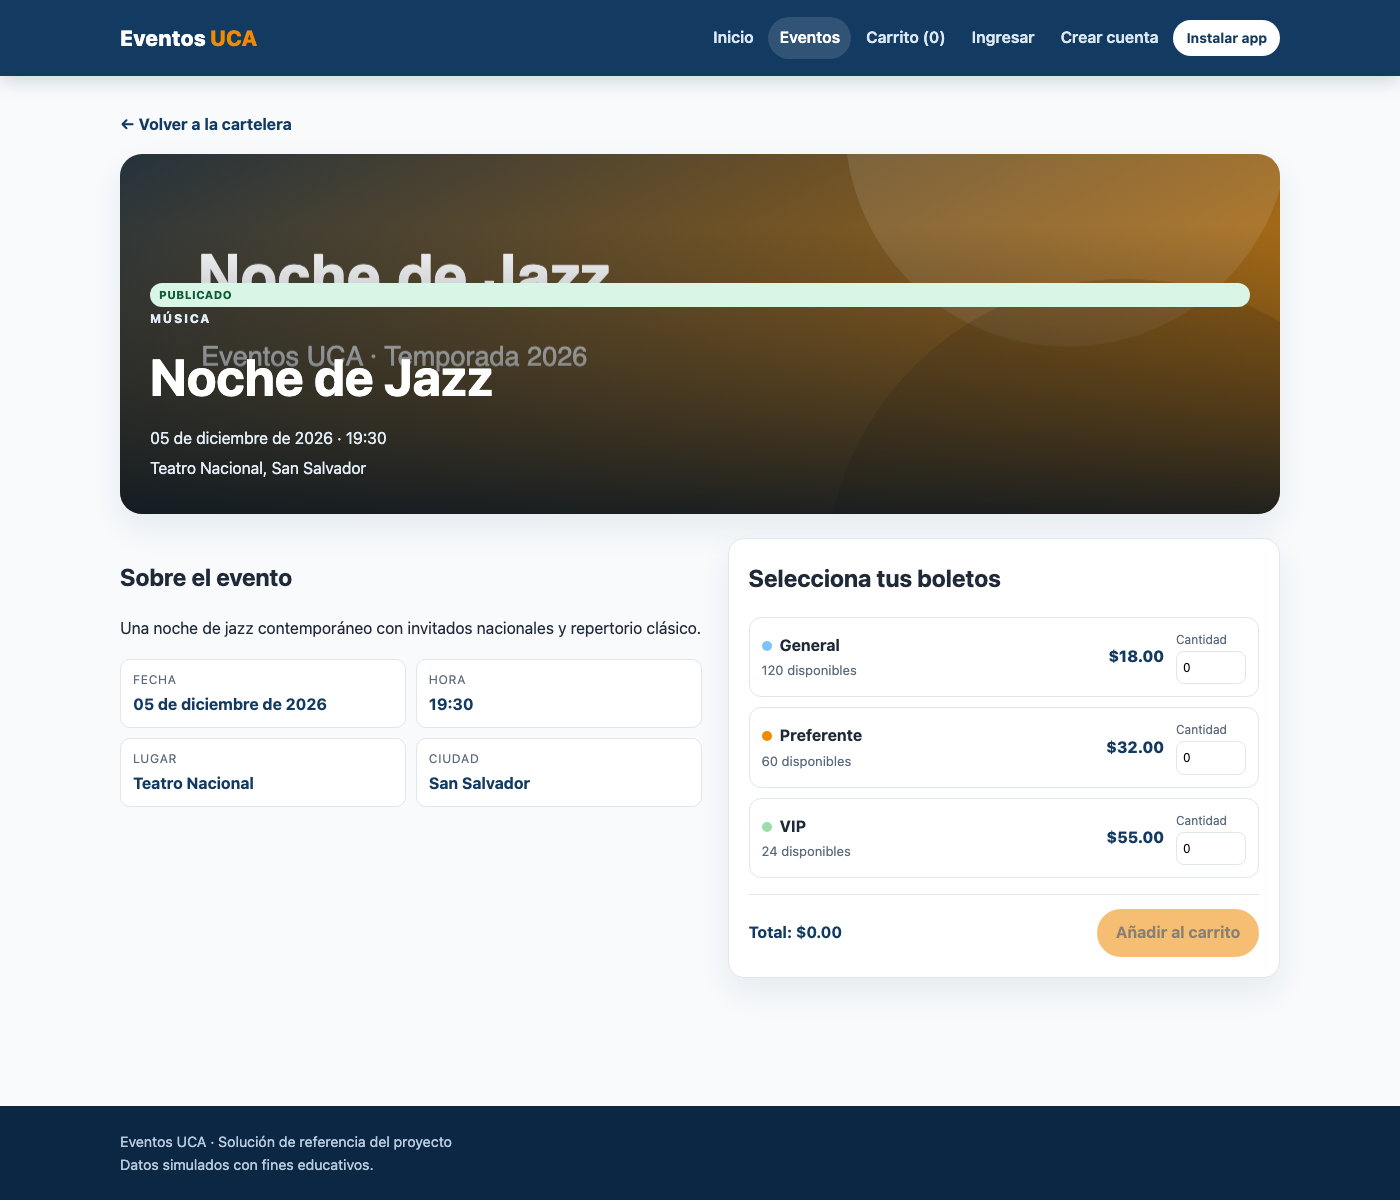 Eventos UCA
Inicio
Eventos
Carrito (0)
Ingresar
Crear cuenta
Instalar app
← Volver a la cartelera
Noche de Jazz
PUBLICADO
MÚSICA
Eventos UCA · Temporada 2026
Noche de Jazz
05 de diciembre de 2026 · 19:30
Teatro Nacional, San Salvador
Sobre el evento
Una noche de jazz contemporáneo con invitados nacionales y repertorio clásico.
FECHA
05 de diciembre de 2026
HORA
19:30
LUGAR
Teatro Nacional
CIUDAD
San Salvador
Selecciona tus boletos
General
120 disponibles
$18.00
Cantidad
0
Preferente
60 disponibles
$32.00
Cantidad
0
VIP
24 disponibles
$55.00
Cantidad
0
Total: $0.00
Añadir al carrito
Eventos UCA · Solución de referencia del proyecto
Datos simulados con fines educativos.